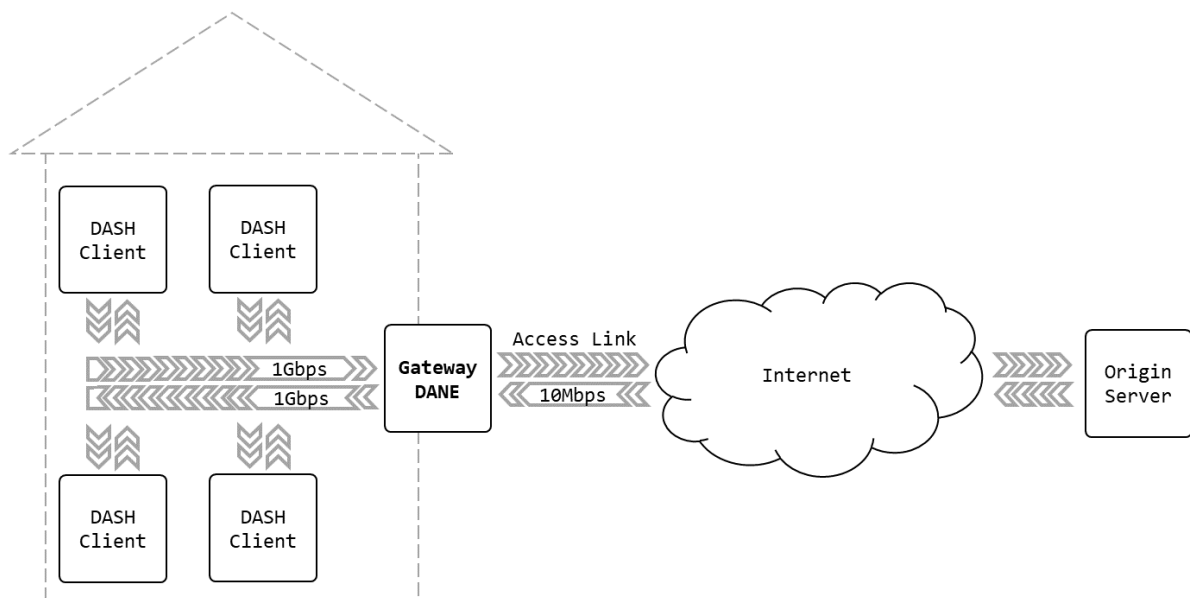 DASH
Client
DASH
Client
1Gbps
1Gbps
DASH
Client
DASH
Client
Gateway
DANE
Access Link
10Mbps
Internet
Origin
Server